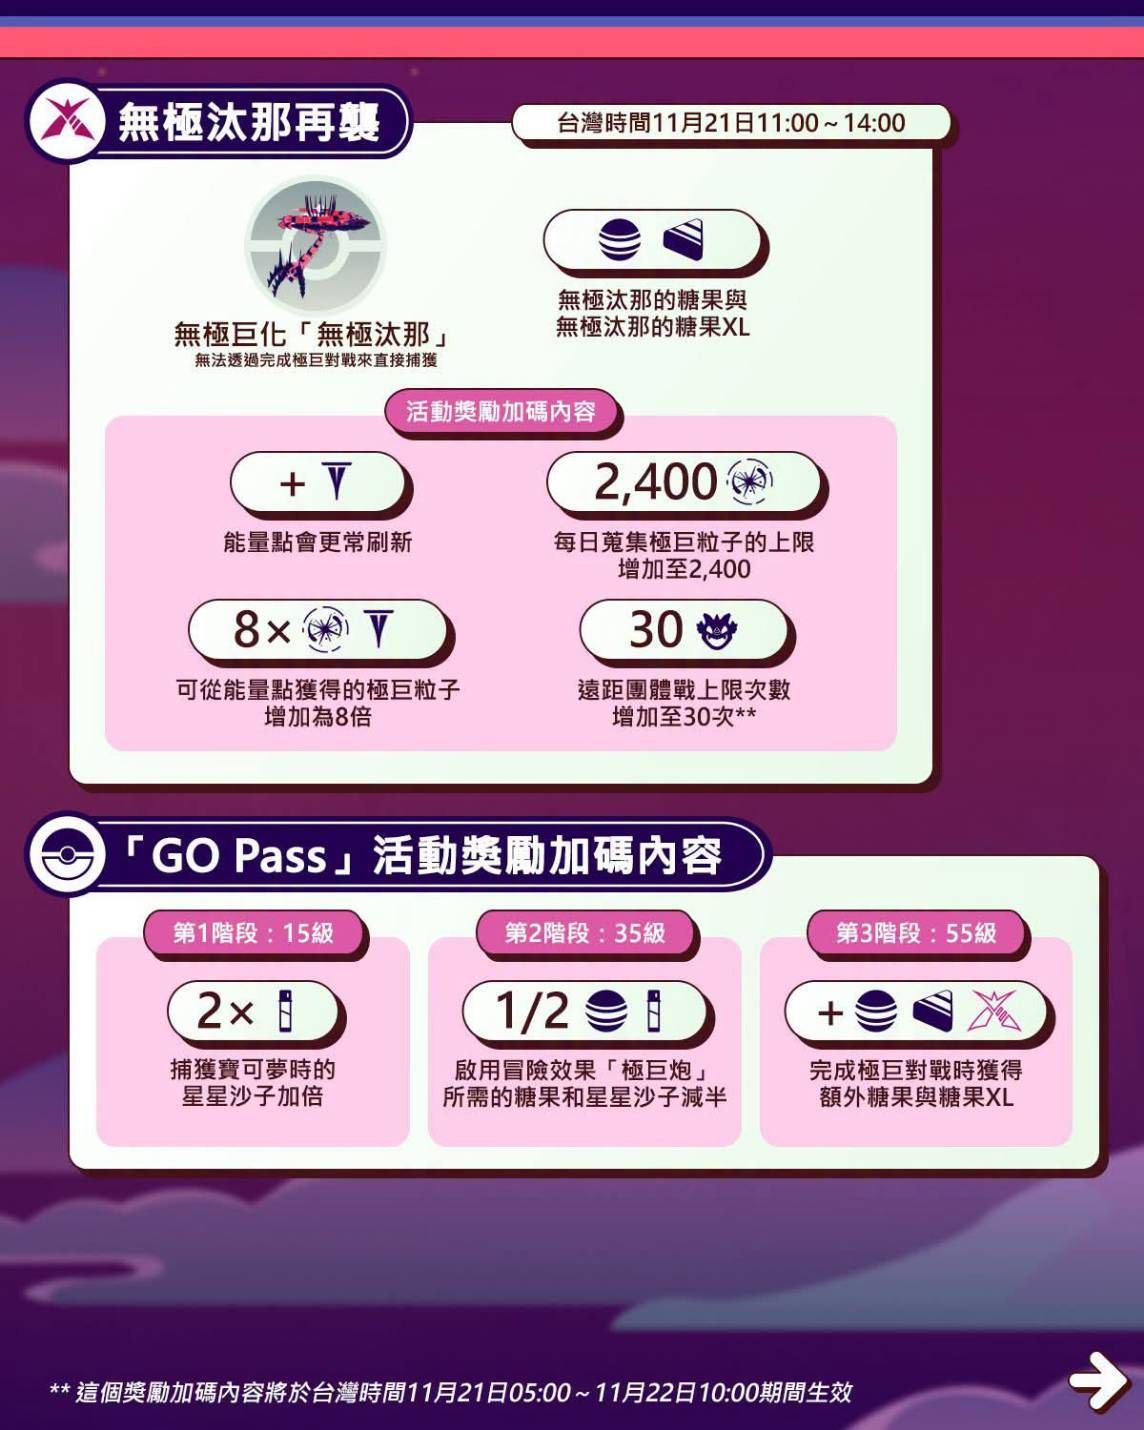 無極汰那再襲
台灣時間11月21日11:00～14:00
無極巨化「無極汰那」
無法透過完成極巨對戰來直接捕獲
無極汰那的糖果與
無極汰那的糖果XL
活動獎勵加碼內容
+
能量點會更常刷新
2,400
每日蒐集極巨粒子的上限
增加至2,400
8×
可從能量點獲得的極巨粒子
增加為8倍
30
遠距團體戰上限次數
增加至30次**
「GO Pass」活動獎勵加碼內容
第1階段：15級
2×
捕獲寶可夢時的
星星沙子加倍
第2階段：35級
1/2
啟用冒險效果「極巨炮」
所需的糖果和星星沙子減半
第3階段：55級
+
完成極巨對戰時獲得
額外糖果與糖果XL
** 這個獎勵加碼內容將於台灣時間11月21日05:00～11月22日10:00期間生效